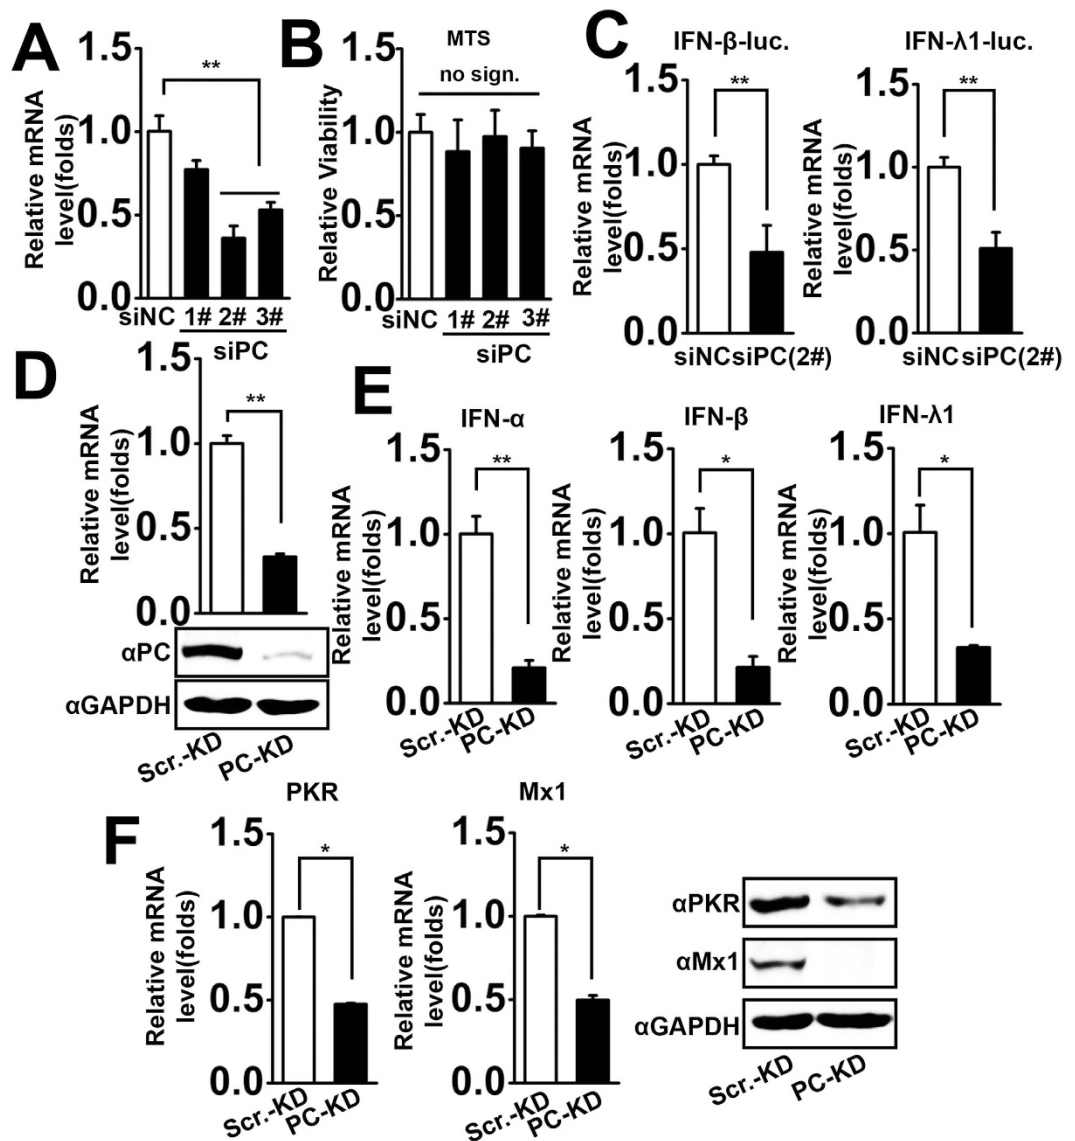 A
Relative mRNA
level(folds)
1.5
1.0
0.5
0.0
**
siNC
1# 2# 3#
siPC
B
Relative Viability
1.5
1.0
0.5
0.0
MTS
no sign.
siNC
1# 2# 3#
siPC
C
IFN-β-luc.
Relative mRNA
level(folds)
1.5
1.0
0.5
0.0
**
siNC siPC(2#)
IFN-λ1-luc.
Relative mRNA
level(folds)
1.5
1.0
0.5
0.0
**
siNC siPC(2#)
D
Relative mRNA
level(folds)
1.5
1.0
0.5
0.0
**
αPC
αGAPDH
Scr.-KD
PC-KD
E
IFN-α
Relative mRNA
level(folds)
1.5
1.0
0.5
0.0
**
Scr.-KD
PC-KD
IFN-β
Relative mRNA
level(folds)
1.5
1.0
0.5
0.0
*
Scr.-KD
PC-KD
IFN-λ1
Relative mRNA
level(folds)
1.5
1.0
0.5
0.0
*
Scr.-KD
PC-KD
F
PKR
Relative mRNA
level(folds)
1.5
1.0
0.5
0.0
*
Scr.-KD
PC-KD
Mx1
Relative mRNA
level(folds)
1.5
1.0
0.5
0.0
*
Scr.-KD
PC-KD
αPKR
αMx1
αGAPDH
Scr.-KD
PC-KD